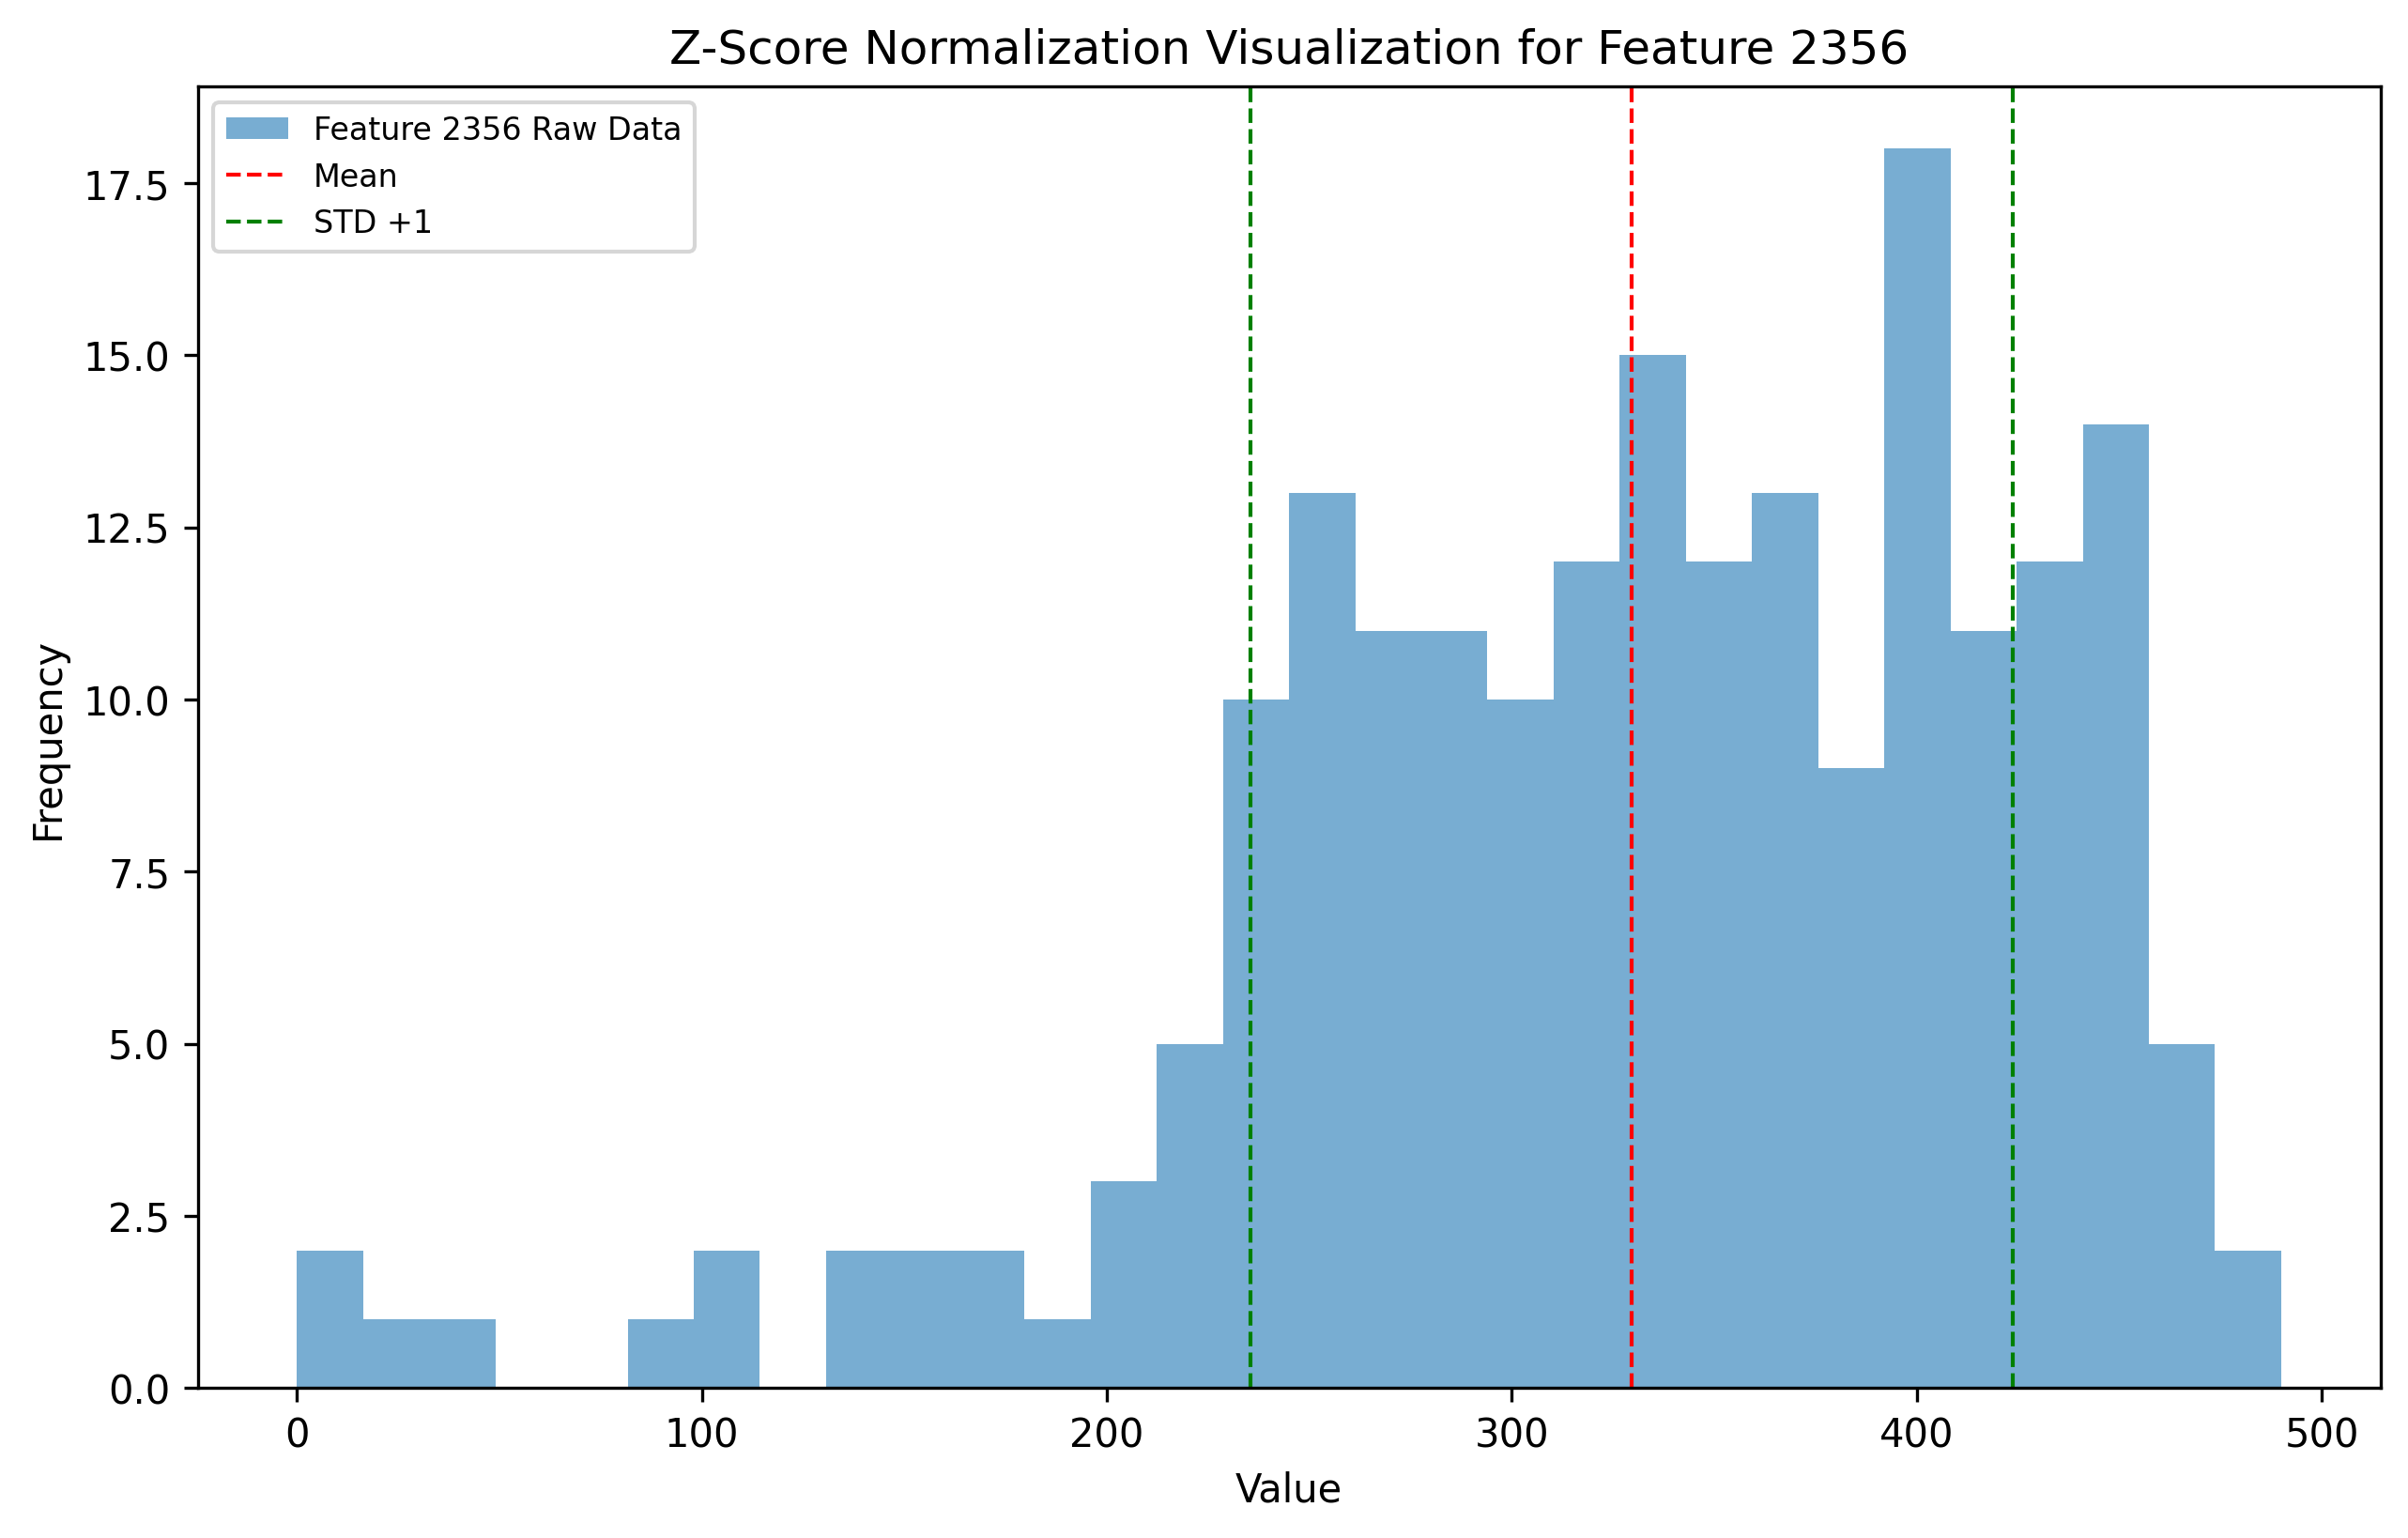 Z-Score Normalization Visualization for Feature 2356
Feature 2356 Raw Data
Mean
STD +1
17.5
15.0
12.5
10.0
7.5
5.0
2.5
0.0
Frequency
0 100 200 300 400 500
Value